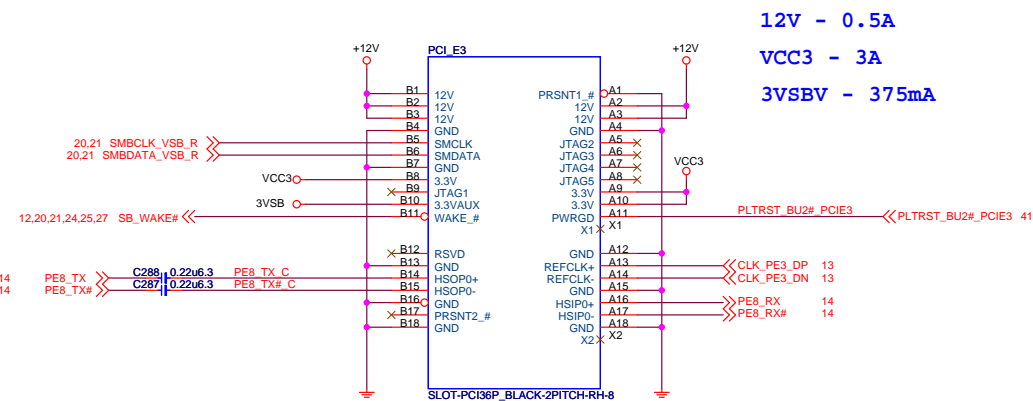 12V - 0.5A
VCC3 - 3A
3VSBV - 375mA
+12V
PCI_E3
+12V
B1 12V
B2 12V
B3 12V
B4 GND
20,21 SMBCLK_VSB_R B5 SMCLK
20,21 SMBDATA_VSB_R B6 SMDATA
B7 GND
VCC3 B8 3.3V
B9 JTAG1
3VSB B10 3.3VAUX
12,20,21,24,25,27 SB_WAKE# B11 WAKE_#
B12 RSVD
B13 GND
14 PE8_TX C288 0.22u6.3 PE8_TX_C B14 HSOP0+
14 PE8_TX# C287 0.22u6.3 PE8_TX#_C B15 HSOP0-
B16 GND
B17 PRSNT2_#
B18 GND
PRSNT1_# A1
12V A2
12V A3
GND A4
JTAG2 A5
JTAG3 A6
JTAG4 A7
JTAG5 A8
VCC3
3.3V A9
3.3V A10
PWRGD A11 PLTRST_BU2#_PCIE3 PLTRST_BU2#_PCIE3 41
X1 X1
GND A12
REFCLK+ A13 CLK_PE3_DP 13
REFCLK- A14 CLK_PE3_DN 13
GND A15
HSIP0+ A16 PE8_RX 14
HSIP0- A17 PE8_RX# 14
GND A18
X2 X2
SLOT-PCI36P_BLACK-2PITCH-RH-8